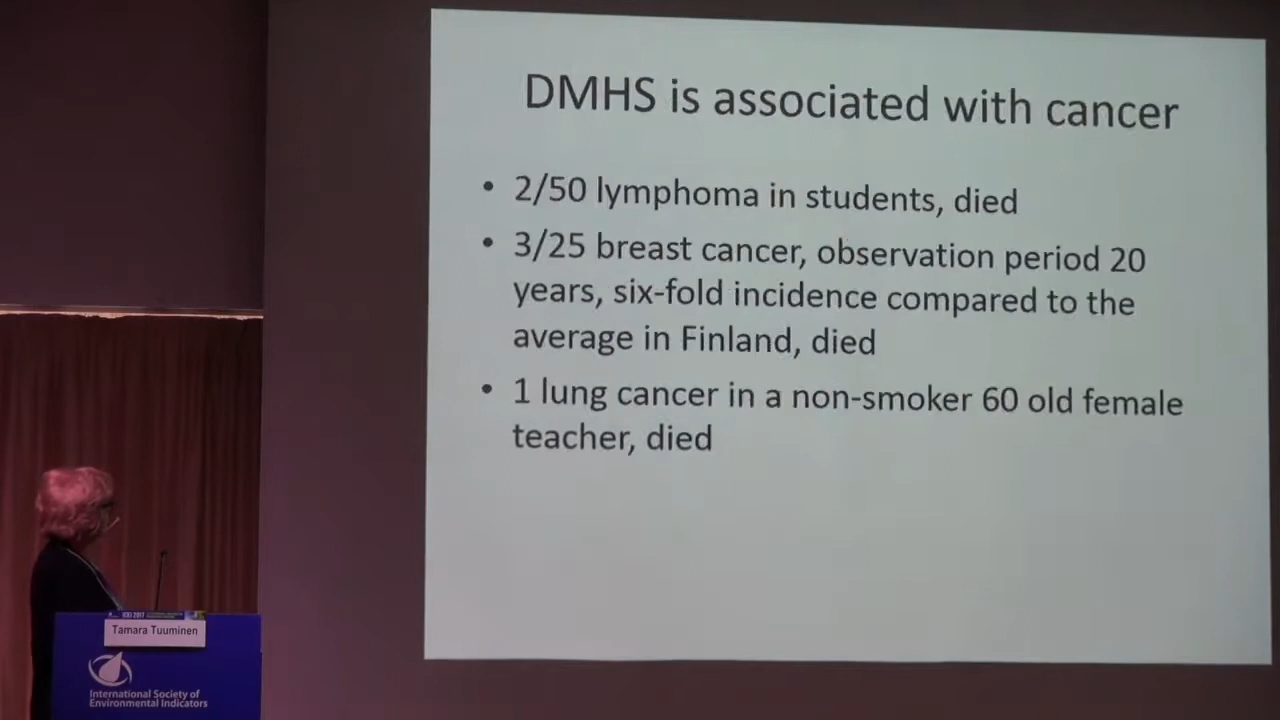 DMHS is associated with cancer
• 2/50 lymphoma in students, died
• 3/25 breast cancer, observation period 20
years, six-fold incidence compared to the
average in Finland, died
• 1 lung cancer in a non-smoker 60 old female
teacher, died
ICEI 2017
Tamara Tuuminen
International Society of
Environmental Indicators